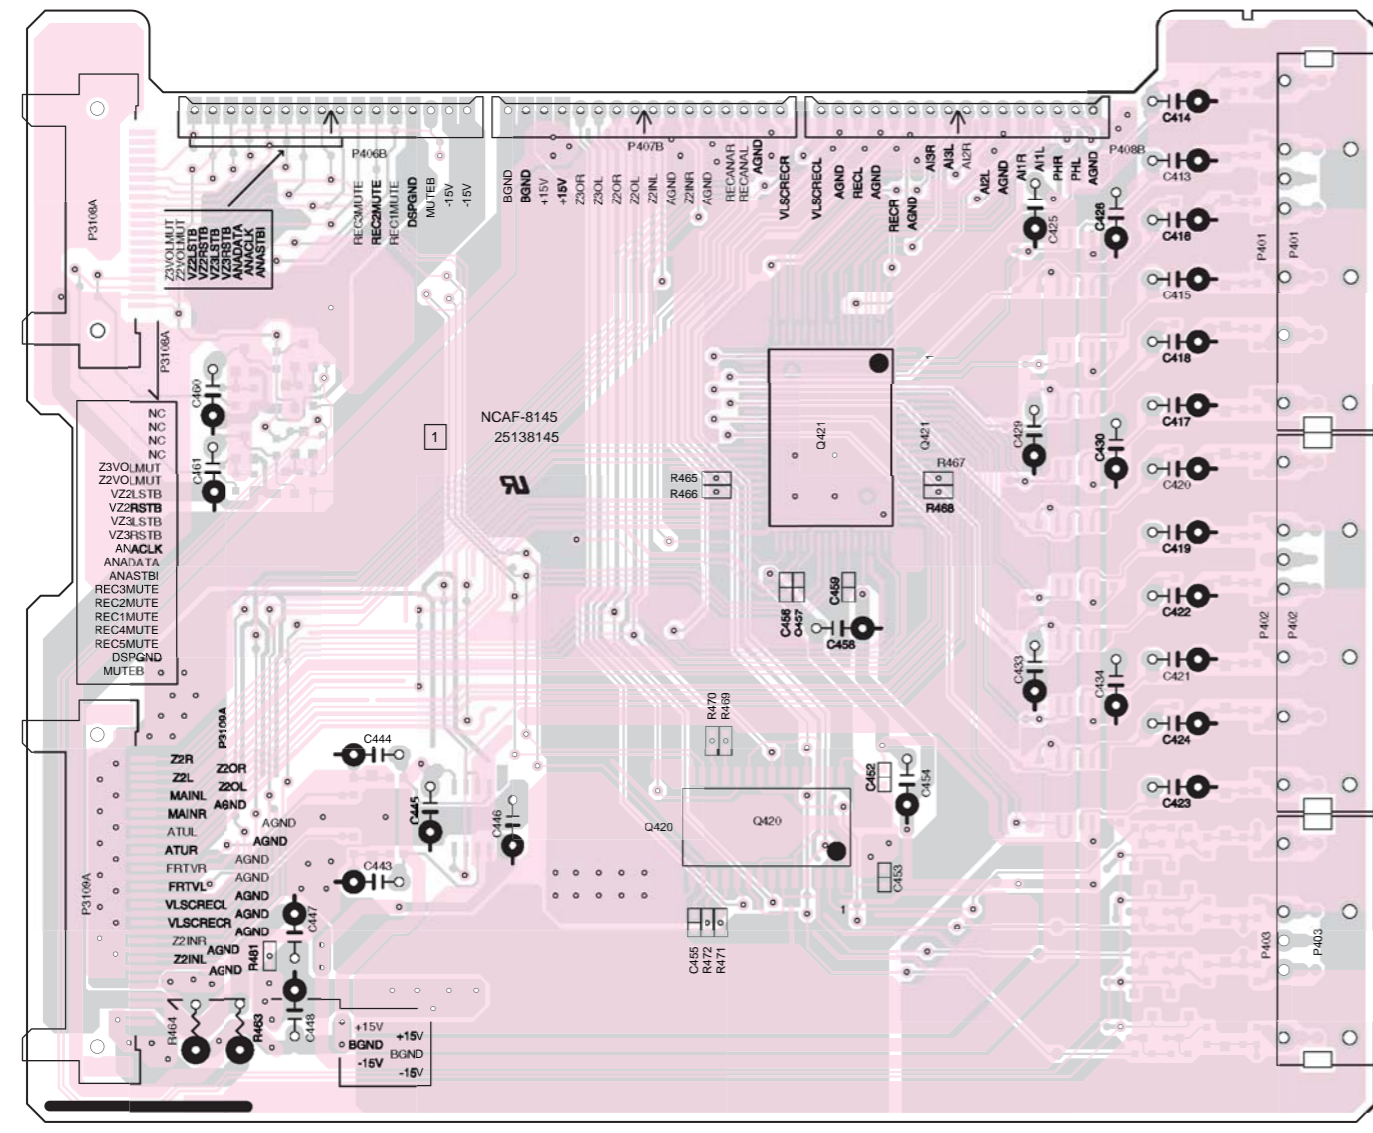 P3108A
P406B
P407B
P408B
Z3VOLMUT
Z2VOLMUT
VZ2LSTB
VZ2RSTB
VZ3LSTB
VZ3RSTB
ANADATA
ANACLK
ANASTBI
REC3MUTE
REC2MUTE
REC1MUTE
DSPGND
MUTEB
-15V
-15V
BGND
BGND
+15V
+15V
Z3OR
Z3OL
Z2OR
Z2OL
Z2INL
AGND
Z2INR
AGND
RECANAR
RECANAL
AGND
VLSCRECR
VLSCRECL
AGND
RECL
AGND
RECR
AGND
AI3R
AI3L
AI2R
AI2L
AGND
AI1R
AI1L
PHR
PHL
AGND
C414
C413
C416
C415
C418
C417
C420
C419
C422
C421
C424
C423
C425
C426
P401
P401
P3108A
NC
NC
NC
NC
Z3VOLMUT
Z2VOLMUT
VZ2LSTB
VZ2RSTB
VZ3LSTB
VZ3RSTB
ANACLK
ANADATA
ANASTBI
REC3MUTE
REC2MUTE
REC1MUTE
REC4MUTE
REC5MUTE
DSPGND
MUTEB
C460
C461
1
NCAF-8145
25138145
Q421
Q421
1
R465
R466
R467
R468
C429
C430
C456
C457
C459
C458
C433
C434
P402
P402
R470
R469
P3109A
P3109A
Z2R
Z2L
MAINL
MAINR
ATUL
ATUR
FRTVR
FRTVL
VLSCRECL
VLSCRECR
Z2INR
Z2INL
Z2OR
Z2OL
AGND
AGND
AGND
AGND
AGND
AGND
AGND
AGND
AGND
AGND
C444
C445
C446
C443
C447
R481
C448
R464
R463
Q420
Q420
C452
C454
C453
1
C455
R472
R471
P403
P403
+15V
BGND
-15V
+15V
BGND
-15V